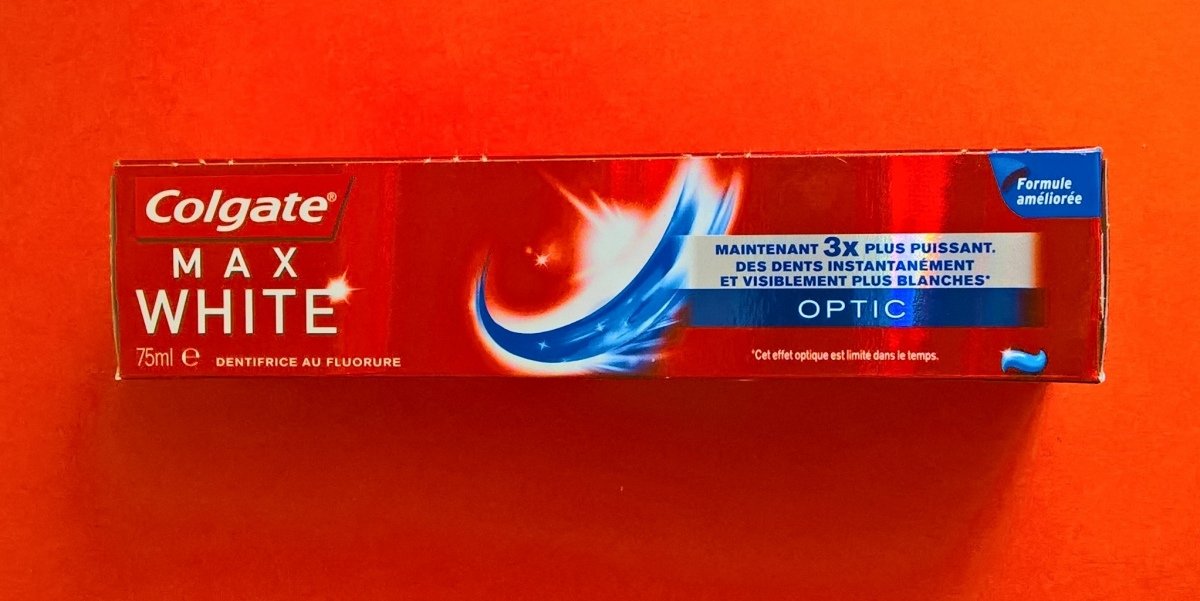 Colgate®
MAX
WHITE
75ml ℮ DENTIFRICE AU FLUORURE
Formule
améliorée
MAINTENANT 3X PLUS PUISSANT.
DES DENTS INSTANTANÉMENT
ET VISIBLEMENT PLUS BLANCHES*
OPTIC
*Cet effet optique est limité dans le temps.